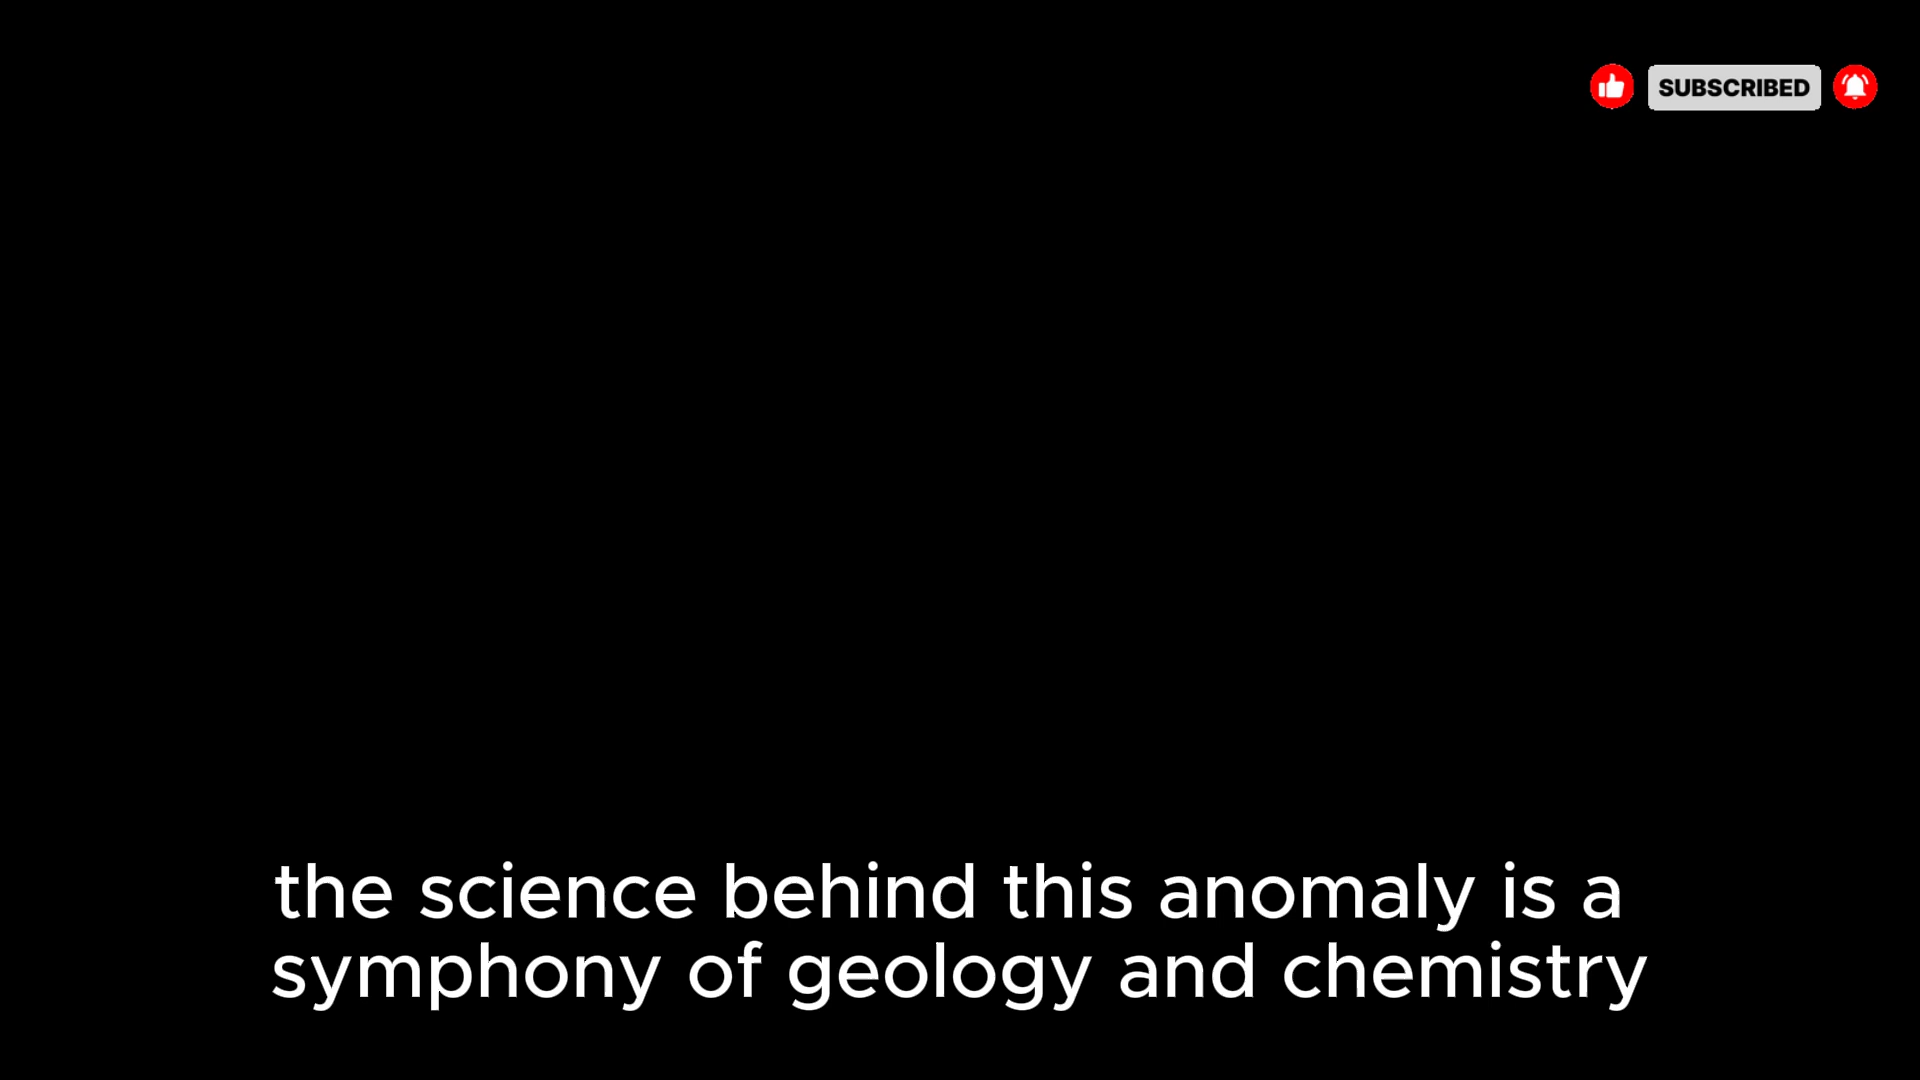 SUBSCRIBED
the science behind this anomaly is a
symphony of geology and chemistry